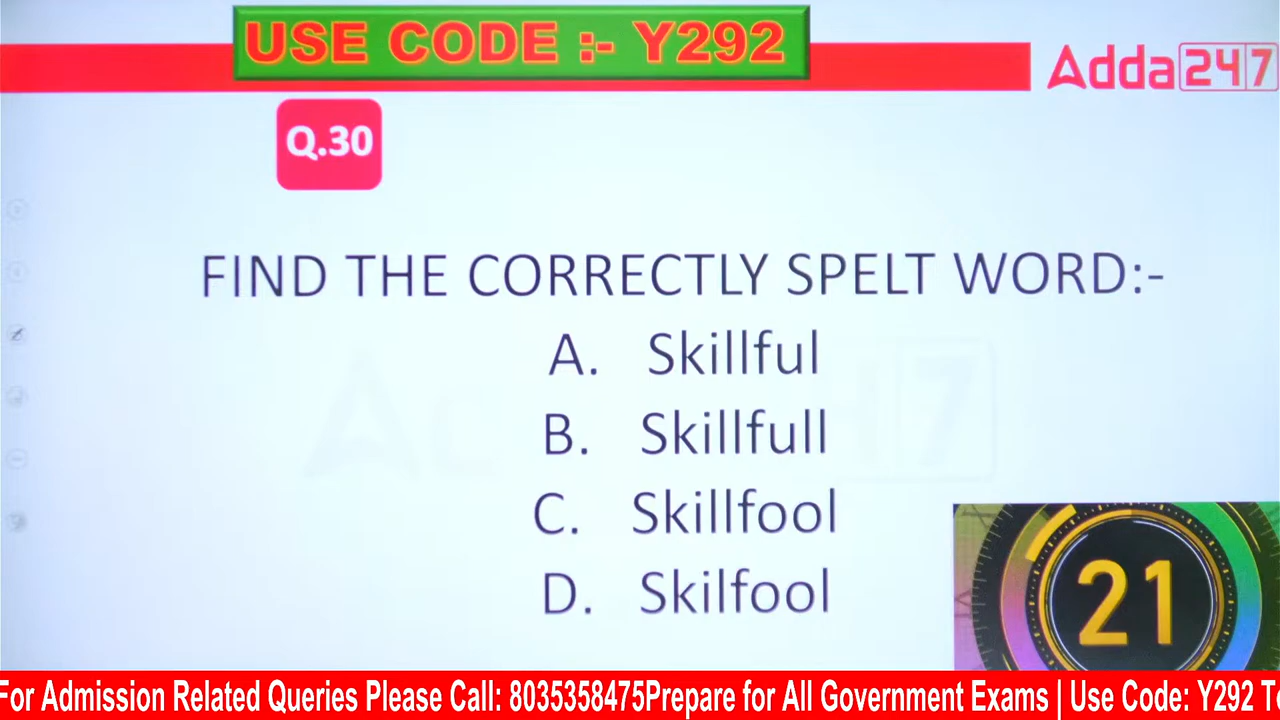 USE CODE :- Y292
Adda247
Q.30
FIND THE CORRECTLY SPELT WORD:-
A. Skillful
B. Skillfull
C. Skillfool
D. Skilfool
21
For Admission Related Queries Please Call: 8035358475Prepare for All Government Exams | Use Code: Y292